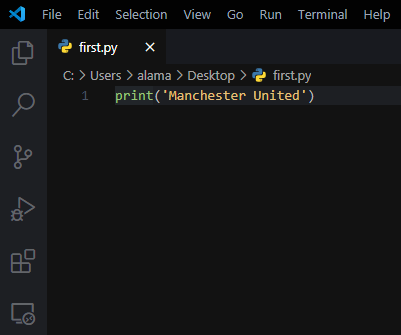 File Edit Selection View Go Run Terminal Help
first.py
C: > Users > alama > Desktop > first.py
1 print('Manchester United')